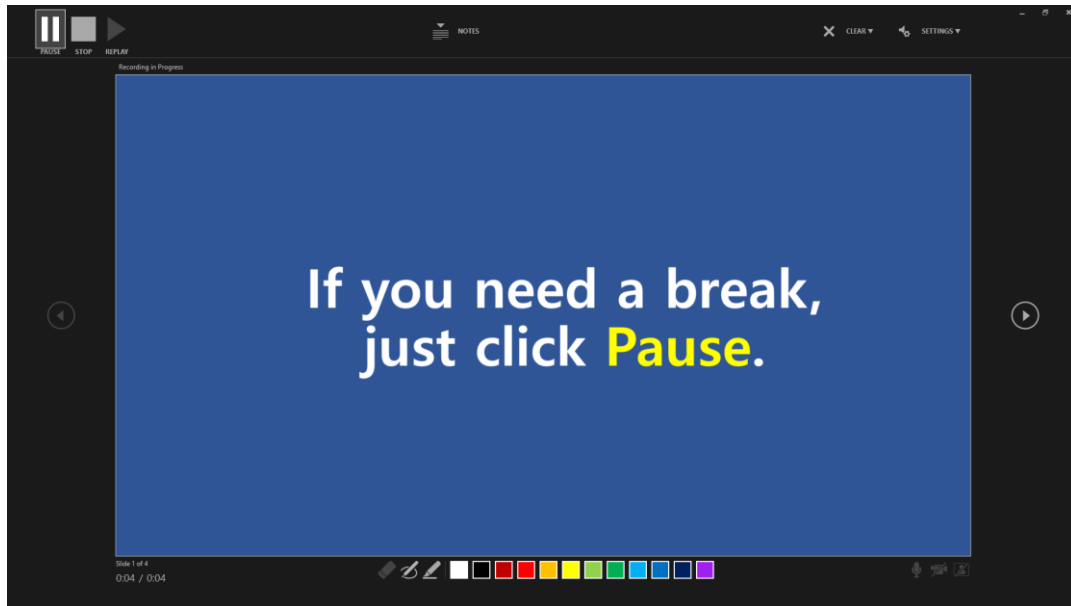 PAUSE STOP REPLAY
NOTES
CLEAR ▾ SETTINGS ▾
Recording in Progress
If you need a break,
just click Pause.
Slide 1 of 4
0:04 / 0:04